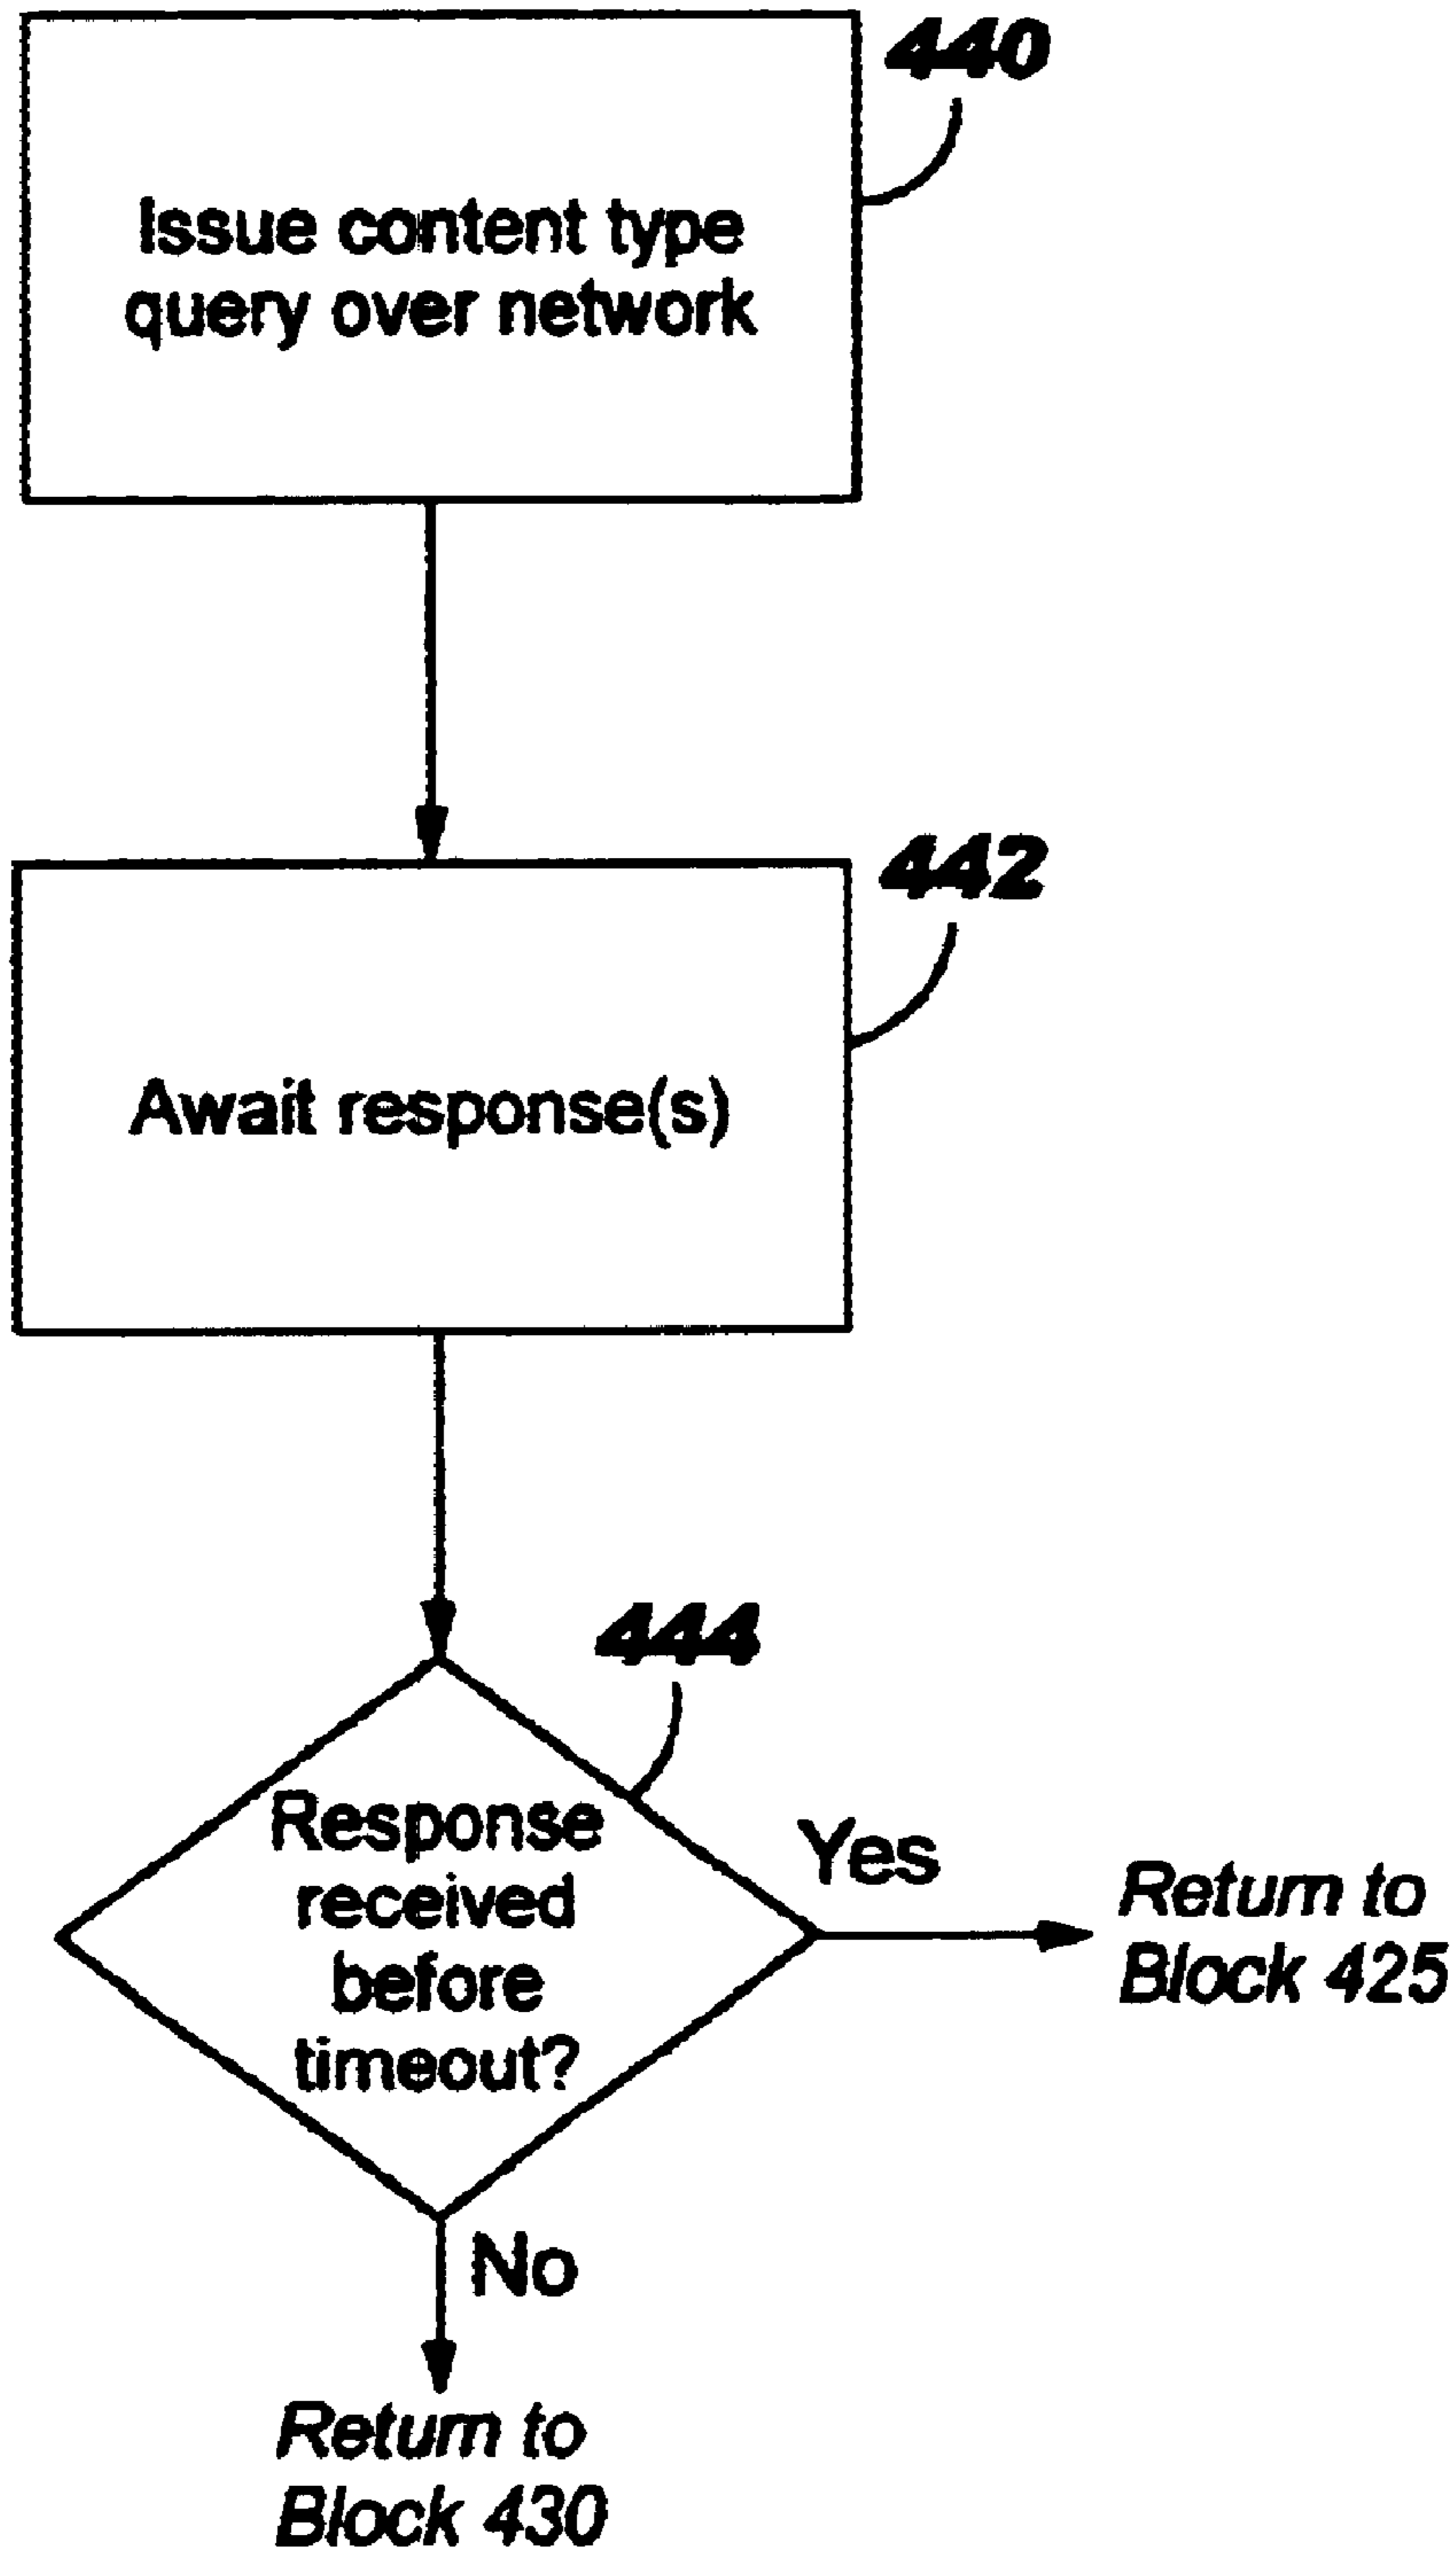 440
Issue content type
query over network
442
Await response(s)
444
Response
received
before
timeout?
Yes
Return to
Block 425
No
Return to
Block 430